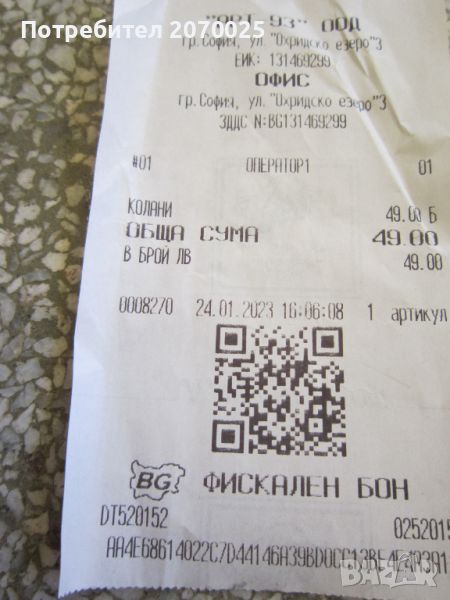 Потребител 2070025
93" ООД
гр.София, ул. "Охридско езеро"3
ЕИК: 131469299
ОФИС
гр.София, ул. "Охридско езеро"3
ЗДДС N:BG131469299
#01 ОПЕРАТОР1 01
КОЛАНИ 49.00 Б
ОБЩА СУМА 49.00
В БРОЙ ЛВ 49.00
0008270 24.01.2023 16:06:08 1 артикул
BG ФИСКАЛЕН БОН
DT520152 0252015
bazar